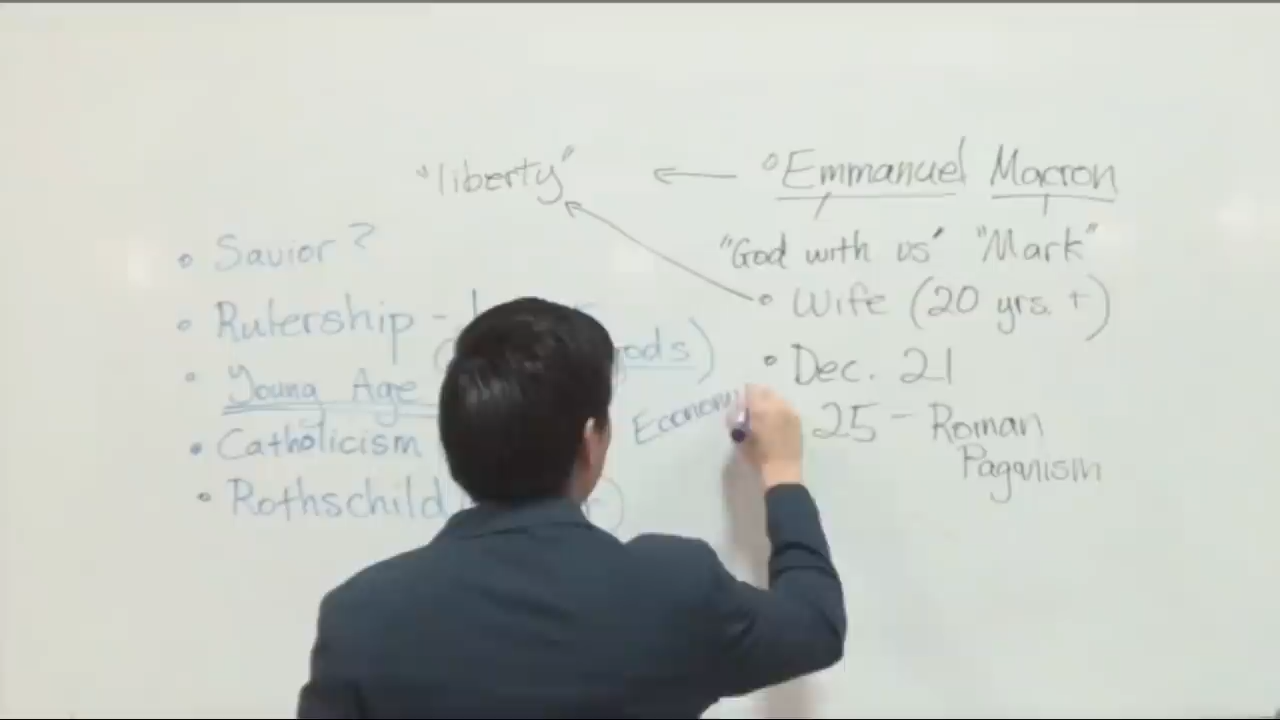 "liberty"
Savior?
Rulership -
Young Age
Catholicism
Rothschild
Economy
Emmanuel Macron
"God with us" "Mark"
Wife (20 yrs. +)
Dec. 21
25 - Roman
Paganism